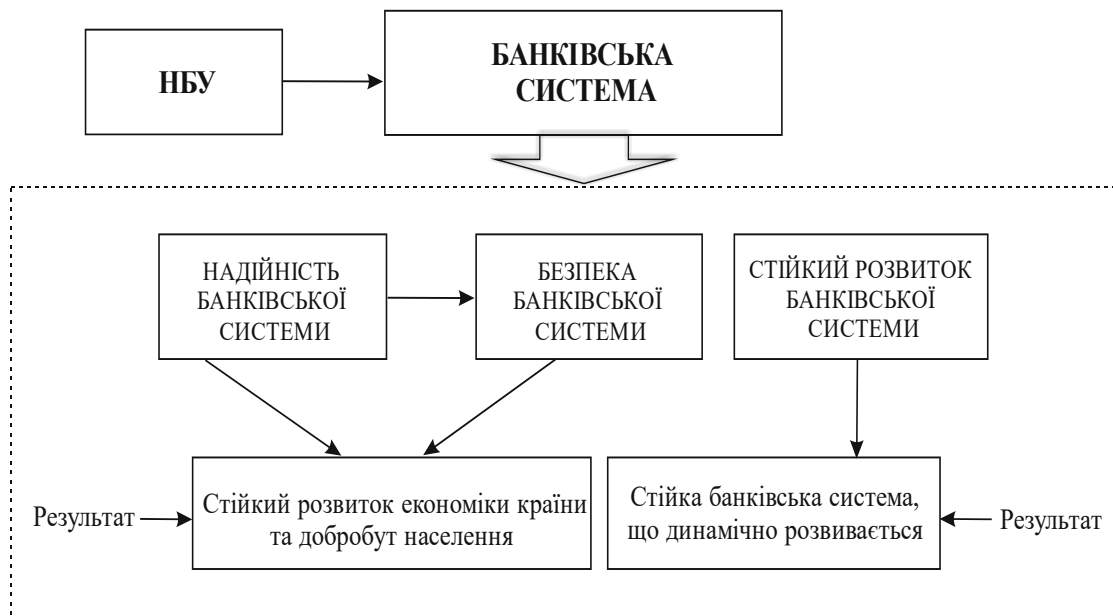 НБУ
БАНКІВСЬКА
СИСТЕМА
НАДІЙНІСТЬ
БАНКІВСЬКОЇ
СИСТЕМИ
БЕЗПЕКА
БАНКІВСЬКОЇ
СИСТЕМИ
СТІЙКИЙ РОЗВИТОК
БАНКІВСЬКОЇ
СИСТЕМИ
Результат
Стійкий розвиток економіки країни
та добробут населення
Стійка банківська система,
що динамічно розвивається
Результат